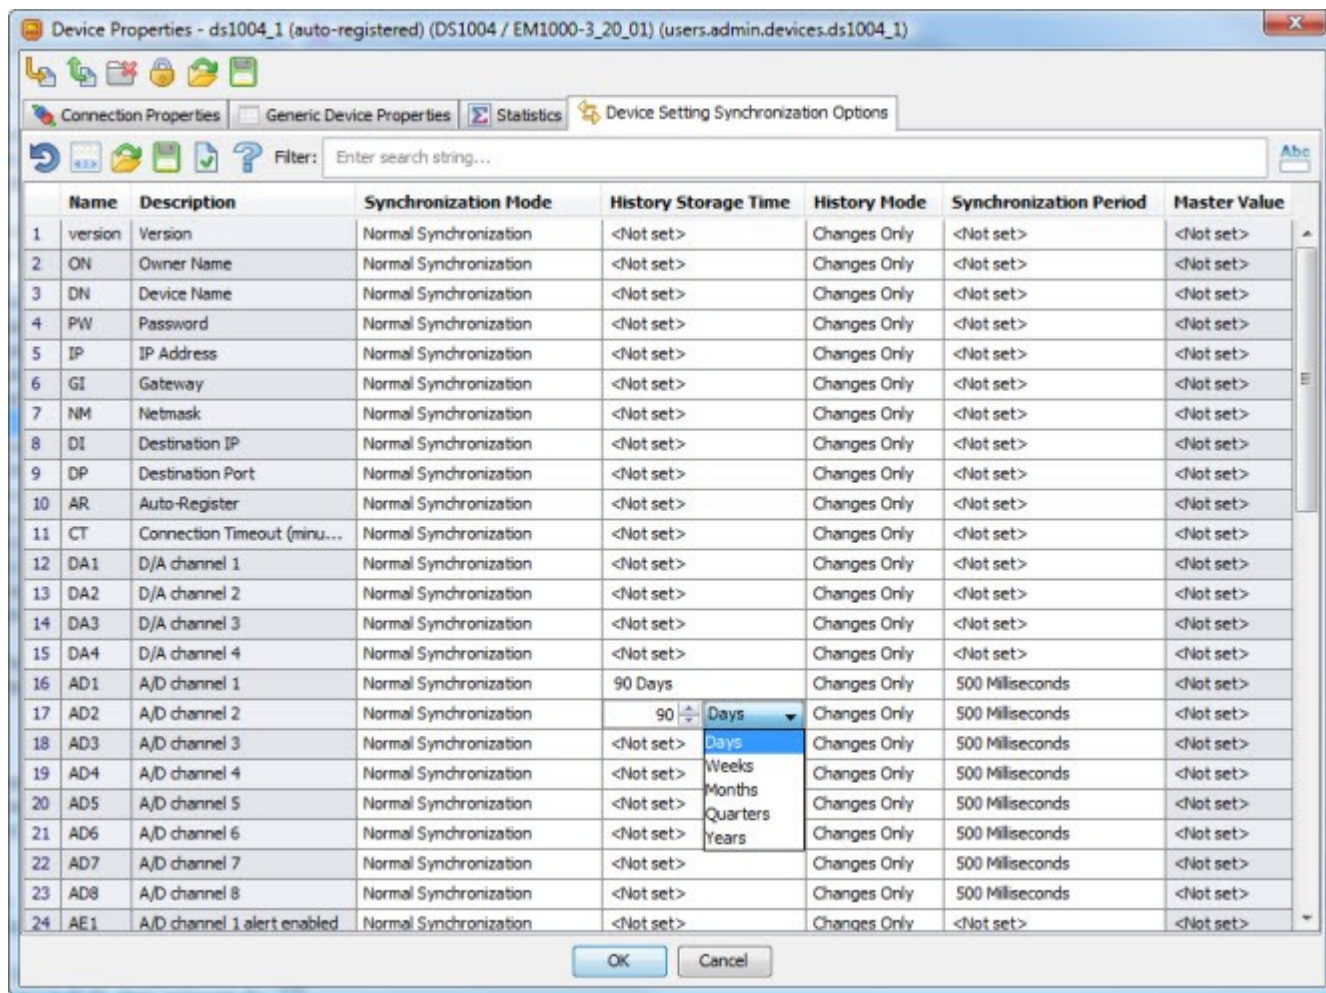 Device Properties - ds1004_1 (auto-registered) (DS1004 / EM1000-3_20_01) (users.admin.devices.ds1004_1)
Connection Properties Generic Device Properties Statistics Device Setting Synchronization Options
Filter: Enter search string... Abc
Name Description Synchronization Mode History Storage Time History Mode Synchronization Period Master Value
1 version Version Normal Synchronization <Not set> Changes Only <Not set> <Not set>
2 ON Owner Name Normal Synchronization <Not set> Changes Only <Not set> <Not set>
3 DN Device Name Normal Synchronization <Not set> Changes Only <Not set> <Not set>
4 PW Password Normal Synchronization <Not set> Changes Only <Not set> <Not set>
5 IP IP Address Normal Synchronization <Not set> Changes Only <Not set> <Not set>
6 GI Gateway Normal Synchronization <Not set> Changes Only <Not set> <Not set>
7 NM Netmask Normal Synchronization <Not set> Changes Only <Not set> <Not set>
8 DI Destination IP Normal Synchronization <Not set> Changes Only <Not set> <Not set>
9 DP Destination Port Normal Synchronization <Not set> Changes Only <Not set> <Not set>
10 AR Auto-Register Normal Synchronization <Not set> Changes Only <Not set> <Not set>
11 CT Connection Timeout (minu... Normal Synchronization <Not set> Changes Only <Not set> <Not set>
12 DA1 D/A channel 1 Normal Synchronization <Not set> Changes Only <Not set> <Not set>
13 DA2 D/A channel 2 Normal Synchronization <Not set> Changes Only <Not set> <Not set>
14 DA3 D/A channel 3 Normal Synchronization <Not set> Changes Only <Not set> <Not set>
15 DA4 D/A channel 4 Normal Synchronization <Not set> Changes Only <Not set> <Not set>
16 AD1 A/D channel 1 Normal Synchronization 90 Days Changes Only 500 Milliseconds <Not set>
17 AD2 A/D channel 2 Normal Synchronization 90 Days Changes Only 500 Milliseconds <Not set>
18 AD3 A/D channel 3 Normal Synchronization <Not set> Days Changes Only 500 Milliseconds <Not set>
19 AD4 A/D channel 4 Normal Synchronization <Not set> Weeks Changes Only 500 Milliseconds <Not set>
Months
20 AD5 A/D channel 5 Normal Synchronization <Not set> Quarters Changes Only 500 Milliseconds <Not set>
21 AD6 A/D channel 6 Normal Synchronization <Not set> Years Changes Only 500 Milliseconds <Not set>
22 AD7 A/D channel 7 Normal Synchronization <Not set> Changes Only 500 Milliseconds <Not set>
23 AD8 A/D channel 8 Normal Synchronization <Not set> Changes Only 500 Milliseconds <Not set>
24 AE1 A/D channel 1 alert enabled Normal Synchronization <Not set> Changes Only <Not set> <Not set>
OK Cancel